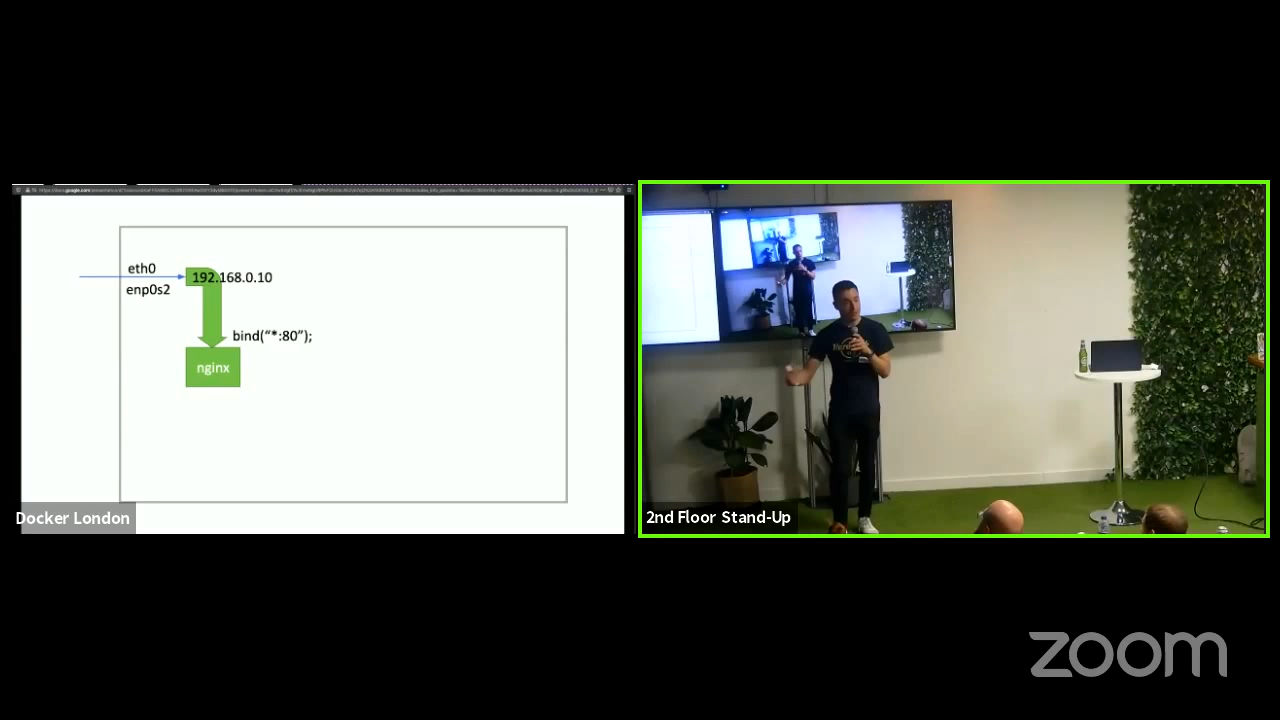 eth0
192.168.0.10
enp0s2
bind(“*:80”);
nginx
Docker London
2nd Floor Stand-Up
zoom